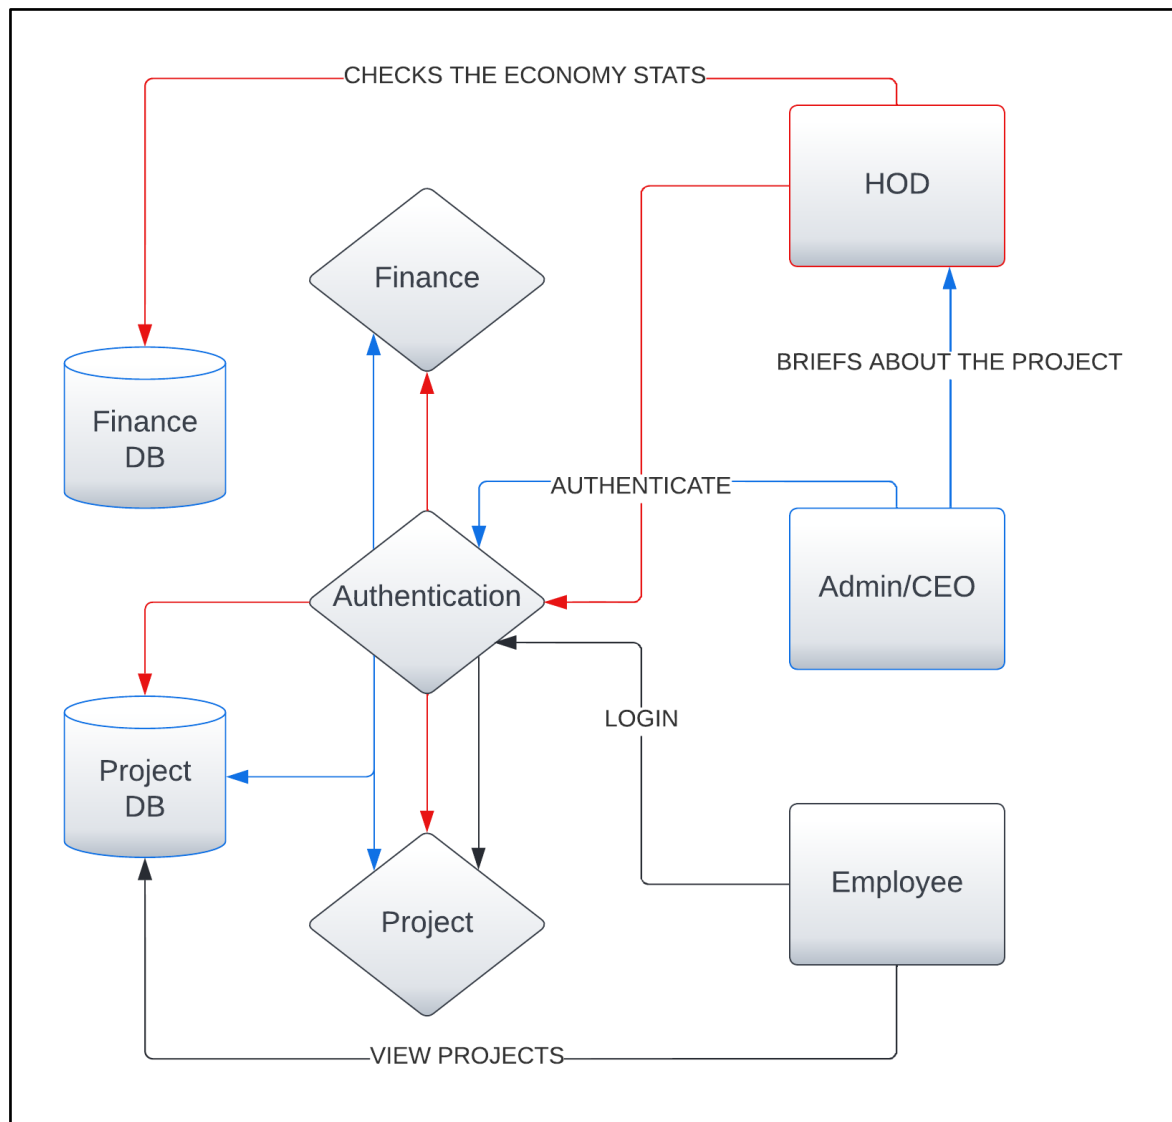 CHECKS THE ECONOMY STATS
HOD
Finance
BRIEFS ABOUT THE PROJECT
Finance
DB
AUTHENTICATE
Admin/CEO
Authentication
LOGIN
Project
DB
Employee
Project
VIEW PROJECTS